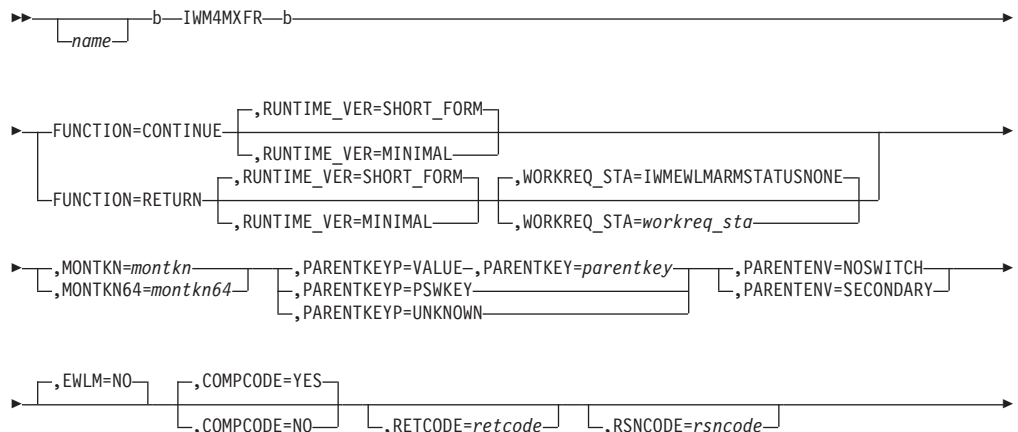 b IWM4MXFR b
name
,RUNTIME_VER=SHORT_FORM
FUNCTION=CONTINUE
,RUNTIME_VER=MINIMAL
,RUNTIME_VER=SHORT_FORM ,WORKREQ_STA=IWMEWLMARMSTATUSNONE
FUNCTION=RETURN
,RUNTIME_VER=MINIMAL ,WORKREQ_STA=workreq_sta
,MONTKN=montkn ,PARENTKEYP=VALUE ,PARENTKEY=parentkey ,PARENTENV=NOSWITCH
,MONTKN64=montkn64 ,PARENTKEYP=PSWKEY ,PARENTENV=SECONDARY
,PARENTKEYP=UNKNOWN
,EWLM=NO ,COMPCODE=YES
,COMPCODE=NO ,RETCODE=retcode ,RSNCODE=rsncode